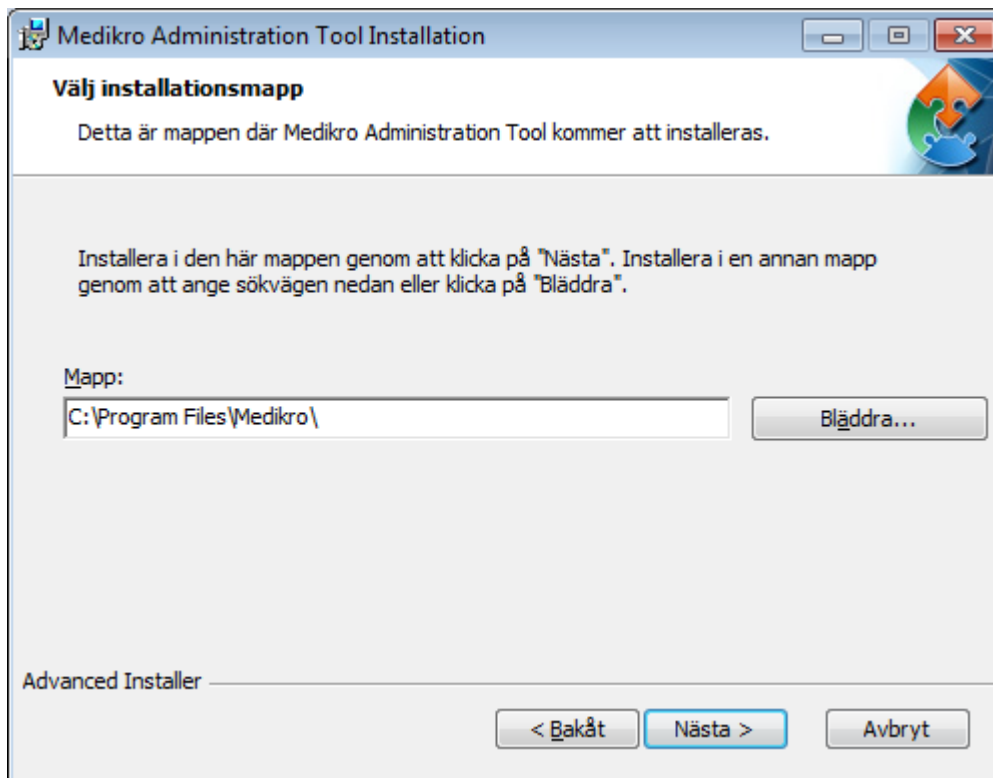 Medikro Administration Tool Installation
Välj installationsmapp
Detta är mappen där Medikro Administration Tool kommer att installeras.
Installera i den här mappen genom att klicka på "Nästa". Installera i en annan mapp
genom att ange sökvägen nedan eller klicka på "Bläddra".
Mapp:
C:\Program Files\Medikro\
Bläddra...
Advanced Installer
< Bakåt
Nästa >
Avbryt